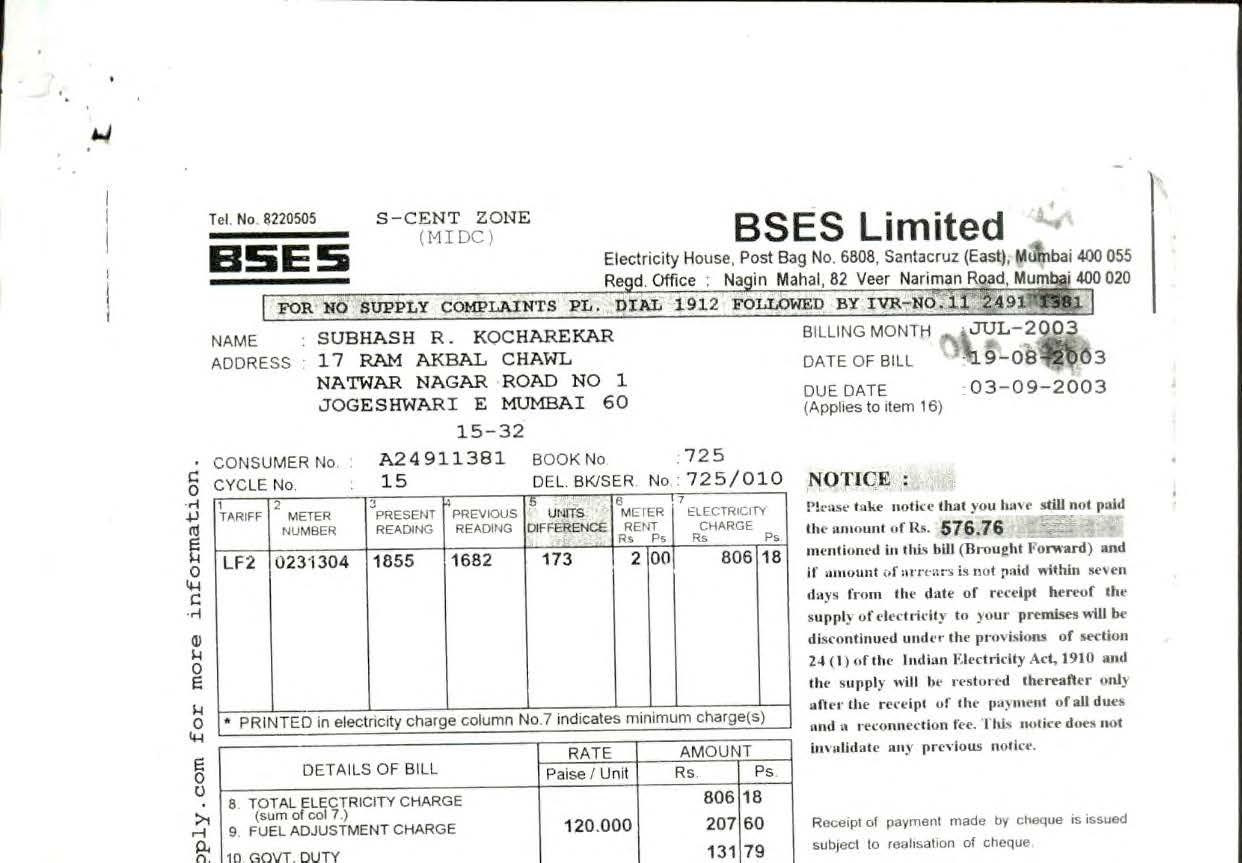 Tel. No. 8220505
S-CENT ZONE
(MIDC)
BSES
BSES Limited
Electricity House, Post Bag No. 6808, Santacruz (East), Mumbai 400 055
Regd. Office : Nagin Mahal, 82 Veer Nariman Road, Mumbai 400 020
FOR NO SUPPLY COMPLAINTS PL. DIAL 1912 FOLLOWED BY IVR-NO.11 2491 1381
NAME : SUBHASH R. KOCHAREKAR
ADDRESS : 17 RAM AKBAL CHAWL
NATWAR NAGAR ROAD NO 1
JOGESHWARI E MUMBAI 60
15-32
BILLING MONTH : JUL-2003
DATE OF BILL : 19-08-2003
DUE DATE : 03-09-2003
(Applies to item 16)
CONSUMER No. : A24911381 BOOK No. : 725
CYCLE No. : 15 DEL. BK/SER. No. : 725/010
1 TARIFF
2 METER NUMBER
3 PRESENT READING
4 PREVIOUS READING
5 UNITS DIFFERENCE
6 METER RENT Rs Ps
7 ELECTRICITY CHARGE Rs Ps
LF2 0231304 1855 1682 173 2 00 806 18
* PRINTED in electricity charge column No.7 indicates minimum charge(s)
NOTICE :
Please take notice that you have still not paid
the amount of Rs. 576.76
mentioned in this bill (Brought Forward) and
if amount of arrears is not paid within seven
days from the date of receipt hereof the
supply of electricity to your premises will be
discontinued under the provisions of section
24 (1) of the Indian Electricity Act, 1910 and
the supply will be restored thereafter only
after the receipt of the payment of all dues
and a reconnection fee. This notice does not
invalidate any previous notice.
DETAILS OF BILL
RATE
Paise / Unit
AMOUNT
Rs. Ps.
8. TOTAL ELECTRICITY CHARGE 806 18
(sum of col 7.)
9. FUEL ADJUSTMENT CHARGE 120.000 207 60
10. GOVT. DUTY 131 79
Receipt of payment made by cheque is issued
subject to realisation of cheque.
pply.com for more information.